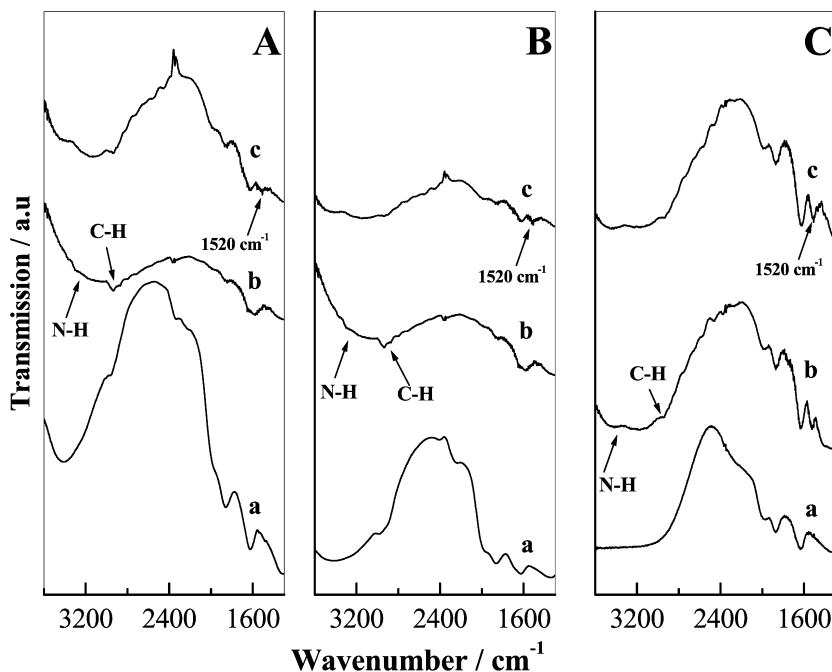 A
B
C
c
c
c
1520 cm-1
1520 cm-1
1520 cm-1
C-H
b
N-H
b
N-H
C-H
C-H
b
N-H
a
a
a
Transmission / a.u
3200
2400
1600
3200
2400
1600
3200
2400
1600
Wavenumber / cm-1